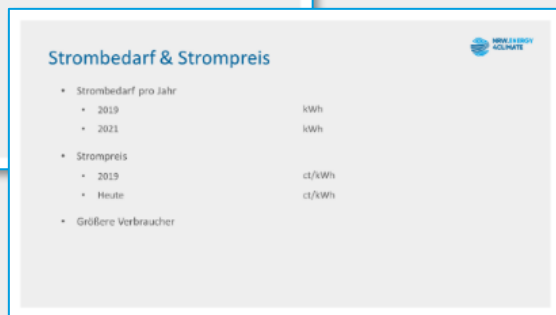 Strombedarf & Strompreis
NRW.ENERGY
4CLIMATE
• Strombedarf pro Jahr
• 2019 kWh
• 2021 kWh
• Strompreis
• 2019 ct/kWh
• Heute ct/kWh
• Größere Verbraucher